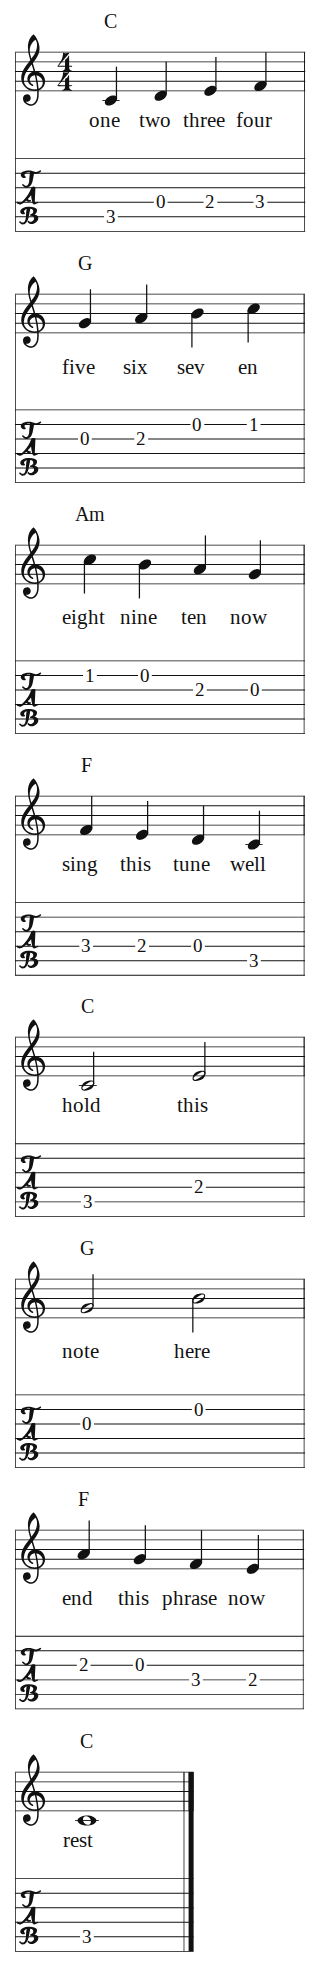 C
4
4
one two three four
T
A
B
3 0 2 3
G
five six sev en
T
A
B
0 2 0 1
Am
eight nine ten now
T
A
B
1 0 2 0
F
sing this tune well
T
A
B
3 2 0 3
C
hold this
T
A
B
3 2
G
note here
T
A
B
0 0
F
end this phrase now
T
A
B
2 0 3 2
C
rest
T
A
B
3